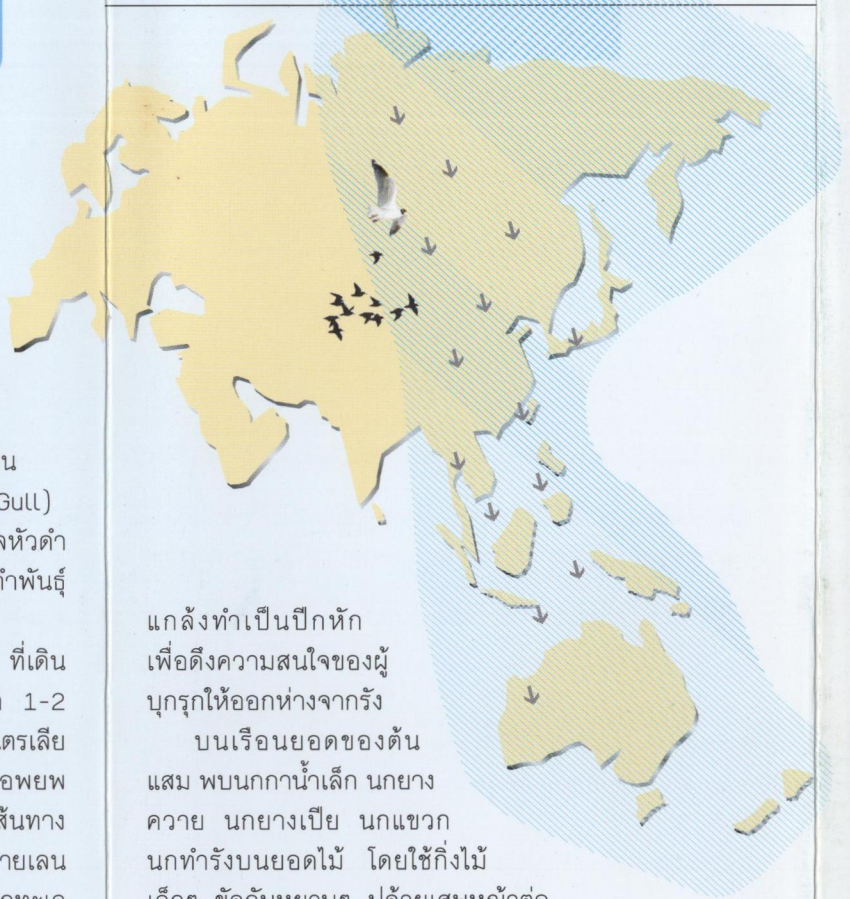 น
Gull)
หัวดำ
ทำพันธุ์
ที่เดิน
1-2
ตรเลีย
อพยพ
ส้นทาง
ายเลน
แกล้งทำเป็นปีกหัก
เพื่อดึงความสนใจของผู้
บุกรุกให้ออกห่างจากรัง
บนเรือนยอดของต้น
แสม พบนกกาน้ำเล็ก นกยาง
ควาย นกยางเปีย นกแขวก
นกทำรังบนยอดไม้ โดยใช้กิ่งไม้